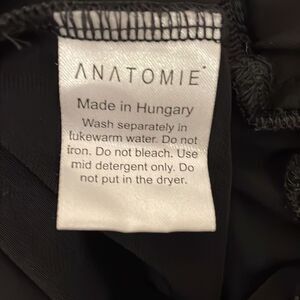 ANATOMIE
Made in Hungary
Wash separately in
lukewarm water. Do not
iron. Do not bleach. Use
mid detergent only. Do
not put in the dryer.